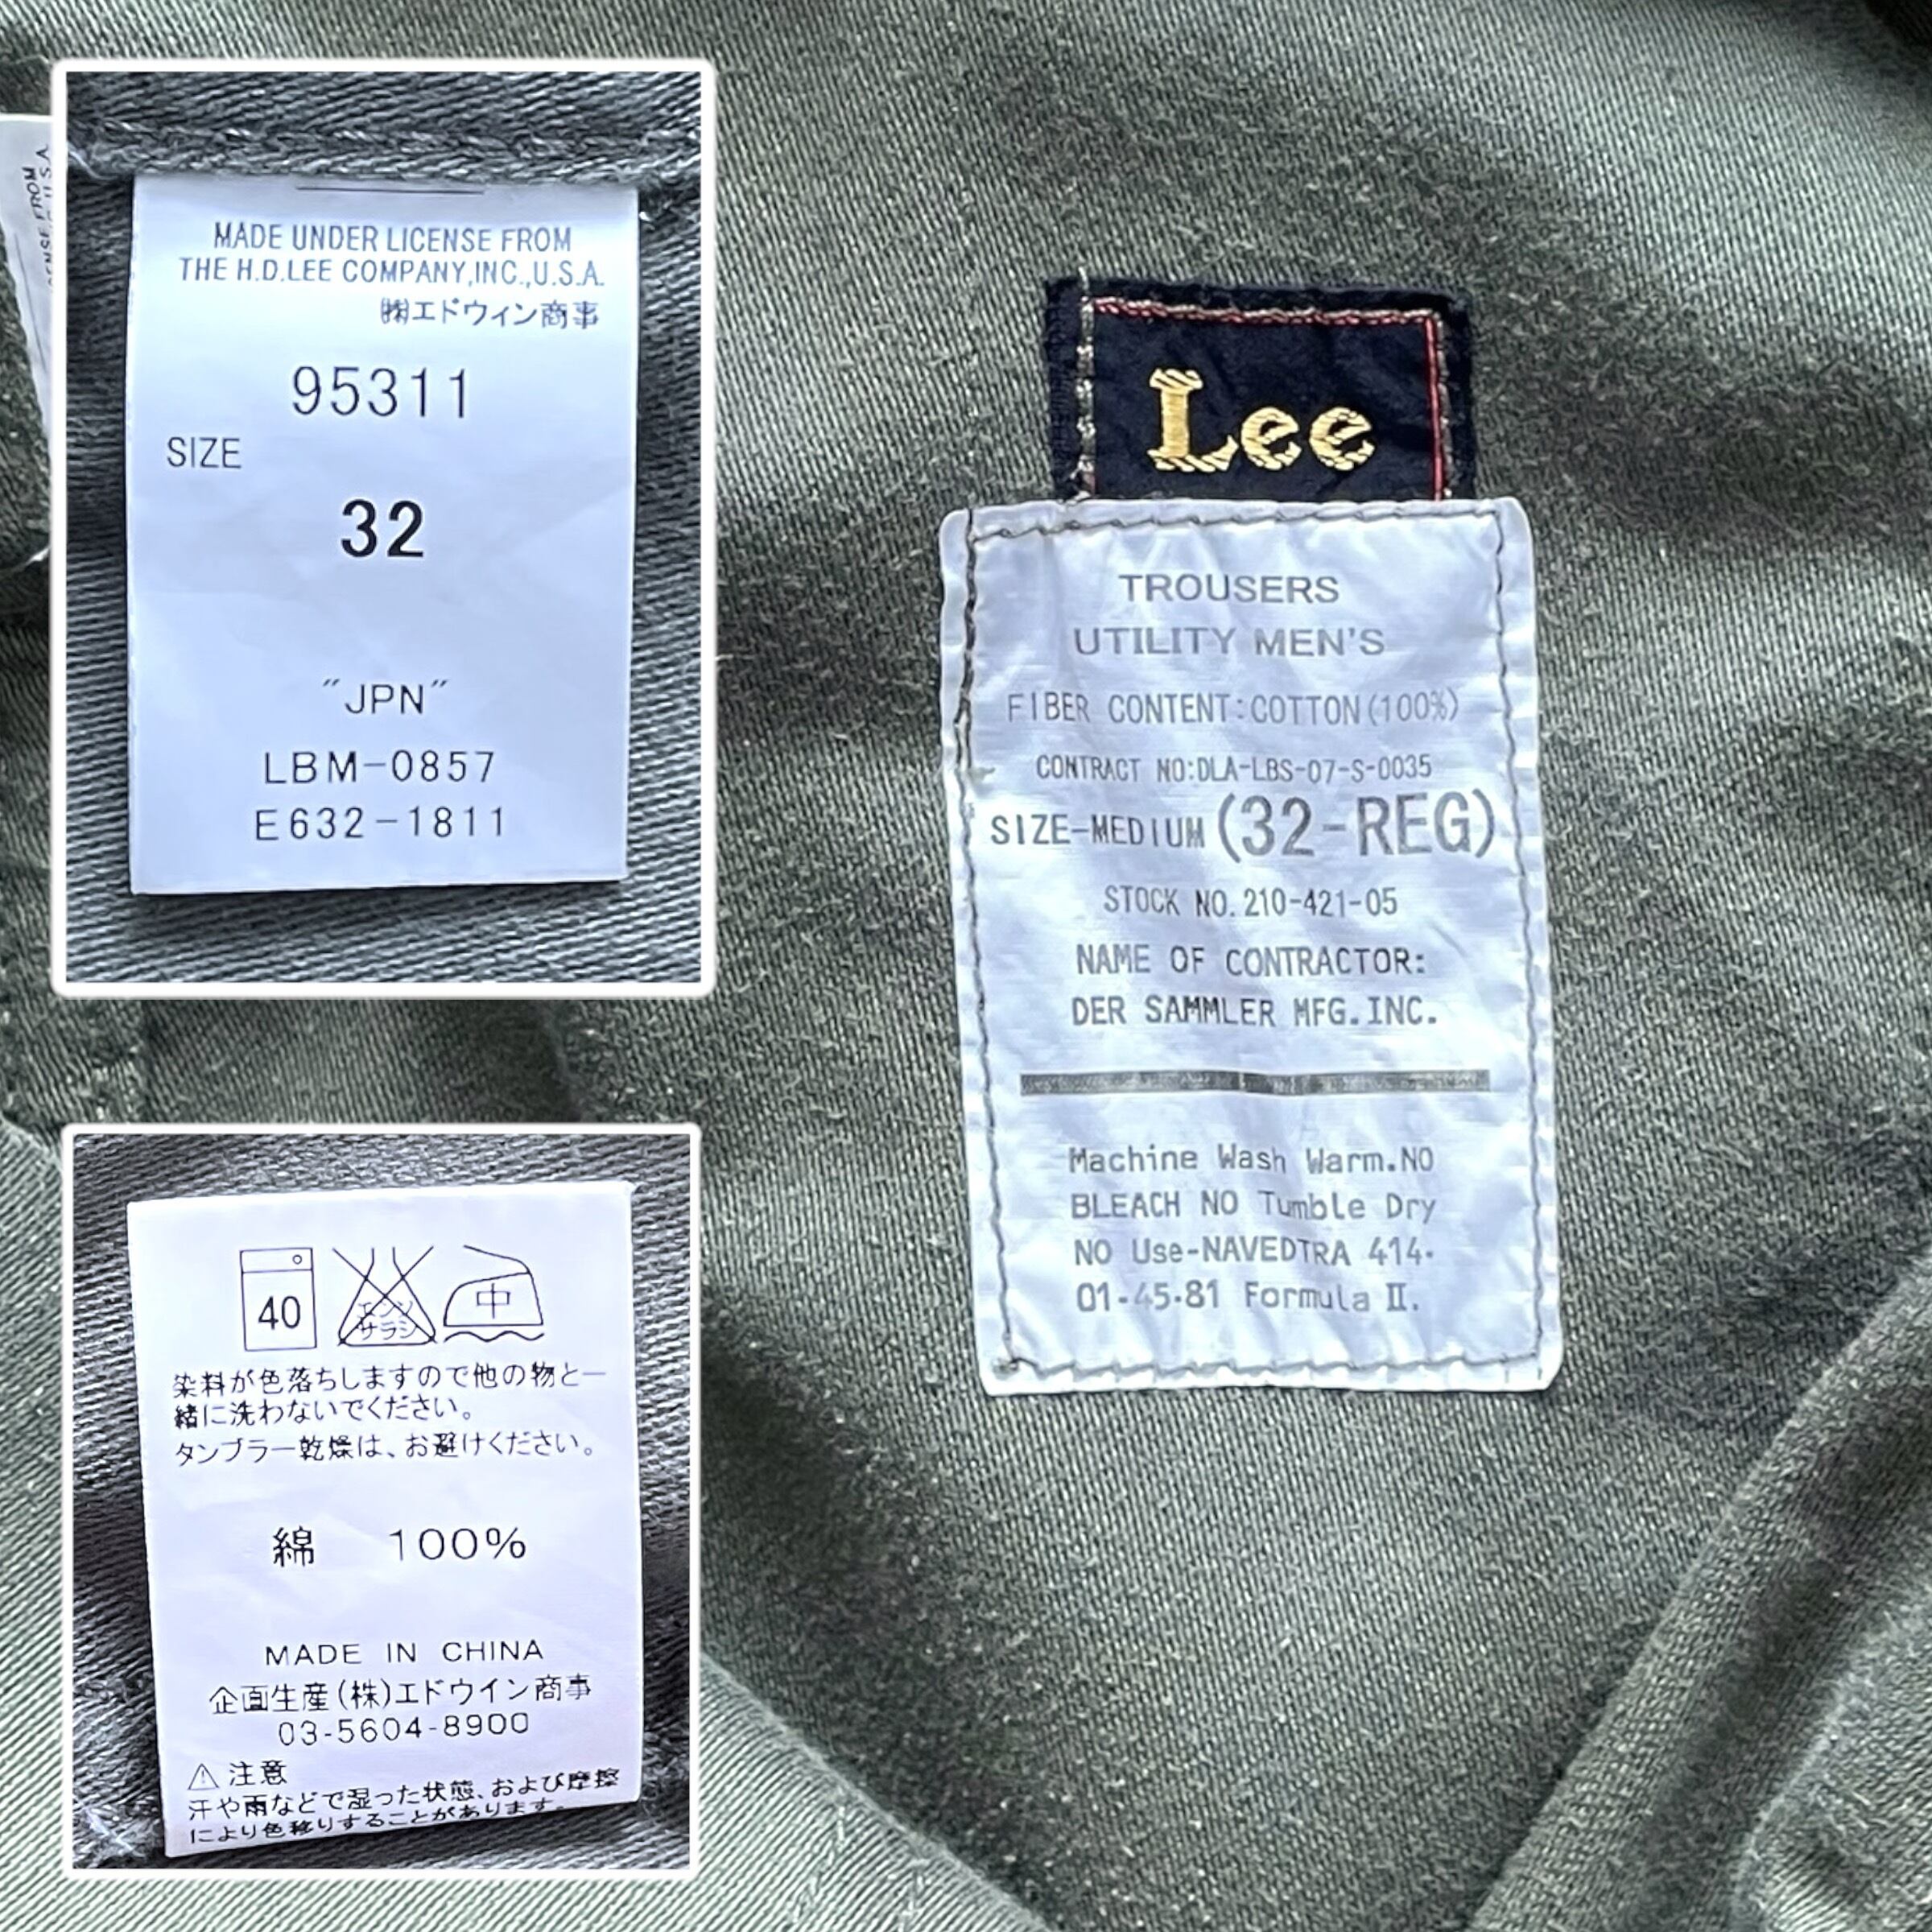 MADE UNDER LICENSE FROM
THE H.D.LEE COMPANY,INC.,U.S.A.
㈱エドウィン商事
95311
SIZE
32
"JPN"
LBM-0857
E632-1811
40
エンソ
サラシ
中
染料が色落ちしますので他の物と一
緒に洗わないでください。
タンブラー乾燥は、お避けください。
綿 100%
MADE IN CHINA
企画生産(株)エドウイン商事
03-5604-8900
⚠注意
汗や雨などで湿った状態、および摩擦
により色移りすることがあります。
Lee
TROUSERS
UTILITY MEN'S
FIBER CONTENT:COTTON(100%)
CONTRACT NO:DLA-LBS-07-S-0035
SIZE-MEDIUM (32-REG)
STOCK NO. 210-421-05
NAME OF CONTRACTOR:
DER SAMMLER MFG.INC.
Machine Wash Warm.NO
BLEACH NO Tumble Dry
NO Use-NAVEDTRA 414·
01·45·81 Formula II.